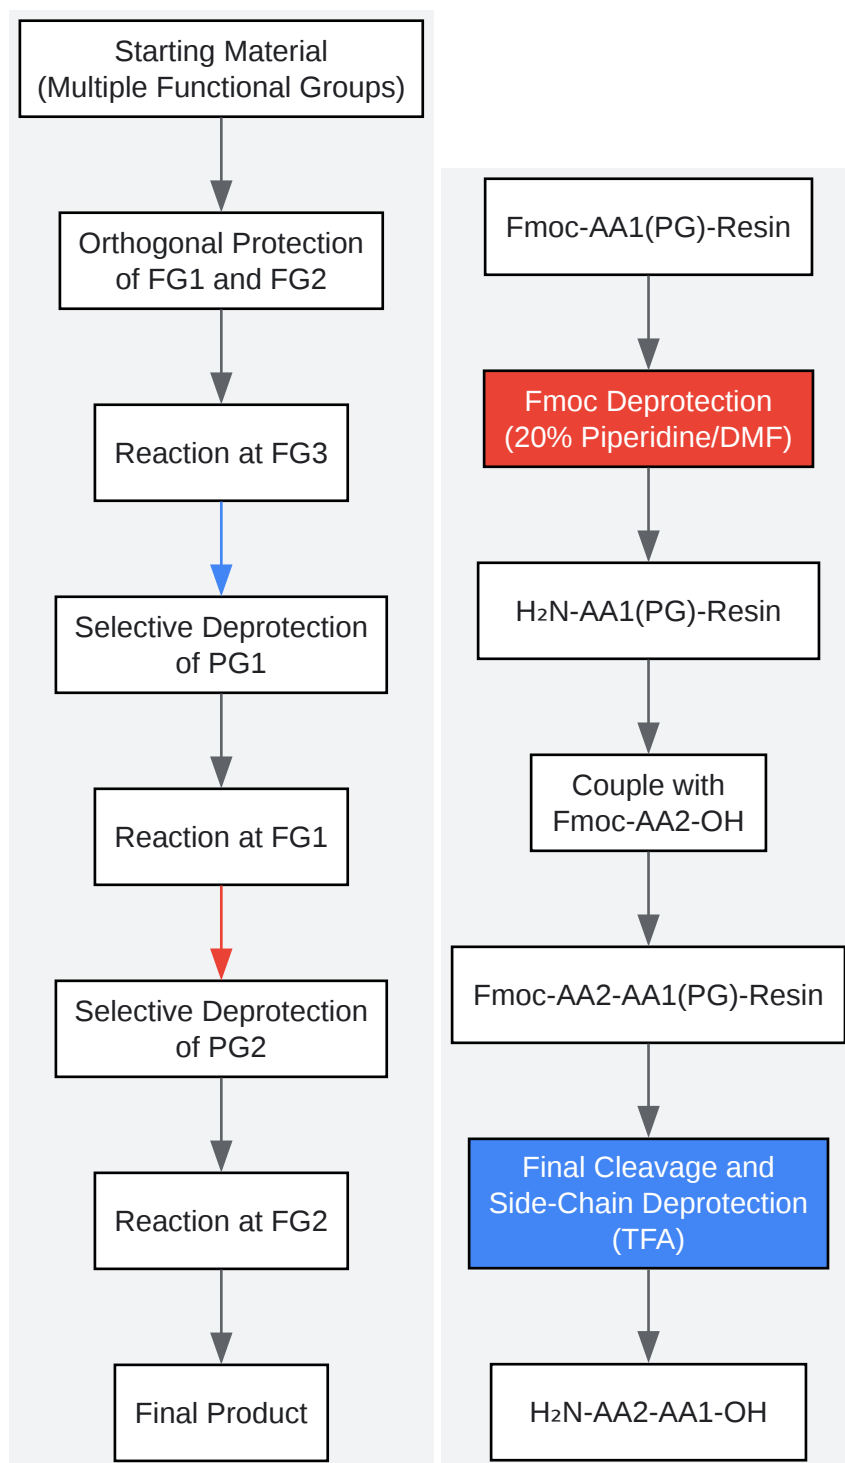 Starting Material
(Multiple Functional Groups)
Orthogonal Protection
of FG1 and FG2
Reaction at FG3
Selective Deprotection
of PG1
Reaction at FG1
Selective Deprotection
of PG2
Reaction at FG2
Final Product
Fmoc-AA1(PG)-Resin
Fmoc Deprotection
(20% Piperidine/DMF)
H₂N-AA1(PG)-Resin
Couple with
Fmoc-AA2-OH
Fmoc-AA2-AA1(PG)-Resin
Final Cleavage and
Side-Chain Deprotection
(TFA)
H₂N-AA2-AA1-OH